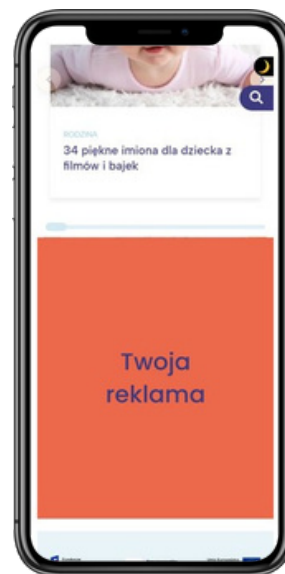 RODZINA
34 piękne imiona dla dziecka z
filmów i bajek
Twoja
reklama